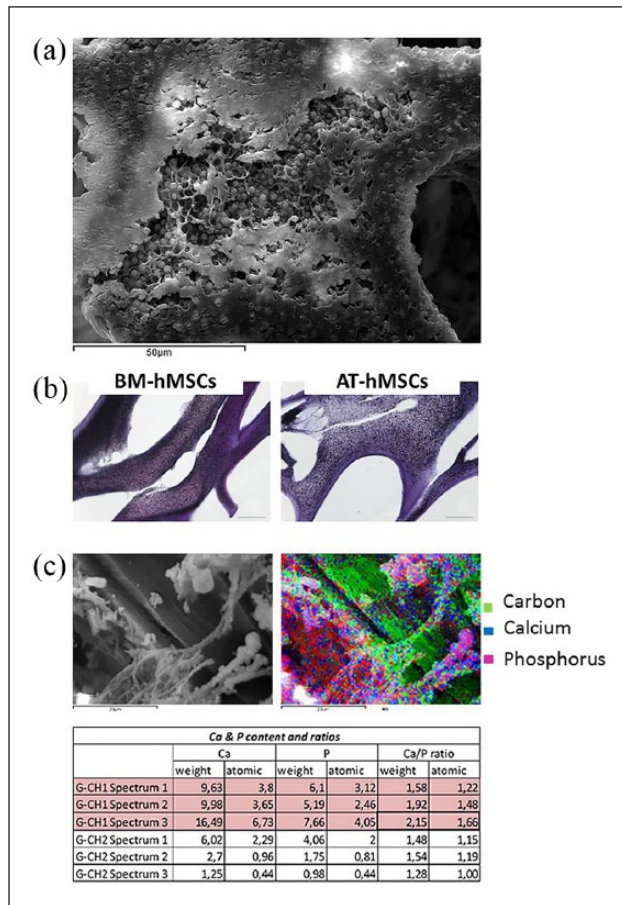 (a)
50µm
(b)
BM-hMSCs
AT-hMSCs
(c)
Carbon
Calcium
Phosphorus
Ca & P content and ratios
Ca P Ca/P ratio
weight atomic weight atomic weight atomic
G-CH1 Spectrum 1 9,63 3,8 6,1 3,12 1,58 1,22
G-CH1 Spectrum 2 9,98 3,65 5,19 2,46 1,92 1,48
G-CH1 Spectrum 3 16,49 6,73 7,66 4,05 2,15 1,66
G-CH2 Spectrum 1 6,02 2,29 4,06 2 1,48 1,15
G-CH2 Spectrum 2 2,7 0,96 1,75 0,81 1,54 1,19
G-CH2 Spectrum 3 1,25 0,44 0,98 0,44 1,28 1,00